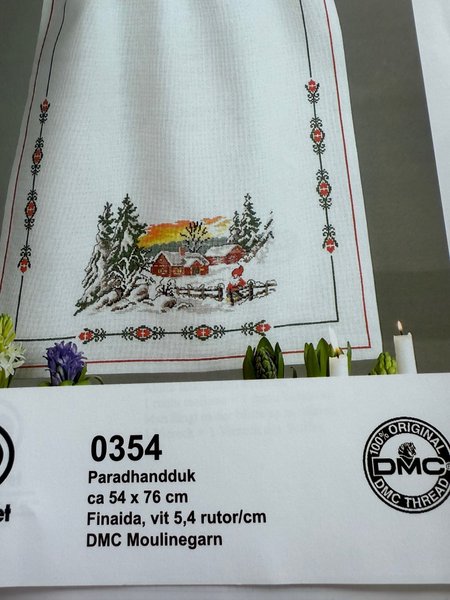 0354
Paradhandduk
ca 54 x 76 cm
Finaida, vit 5,4 rutor/cm
DMC Moulinegarn
100% ORIGINAL
DMC
DMC THREAD